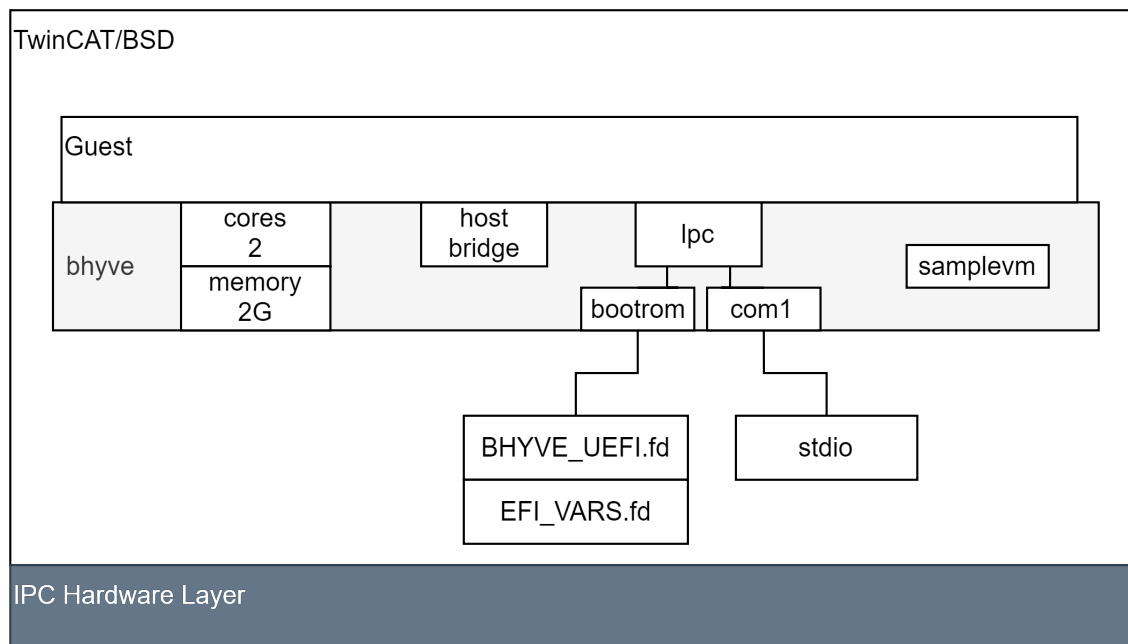 TwinCAT/BSD
Guest
bhyve
cores
2
memory
2G
host
bridge
lpc
bootrom
com1
samplevm
BHYVE_UEFI.fd
EFI_VARS.fd
stdio
IPC Hardware Layer